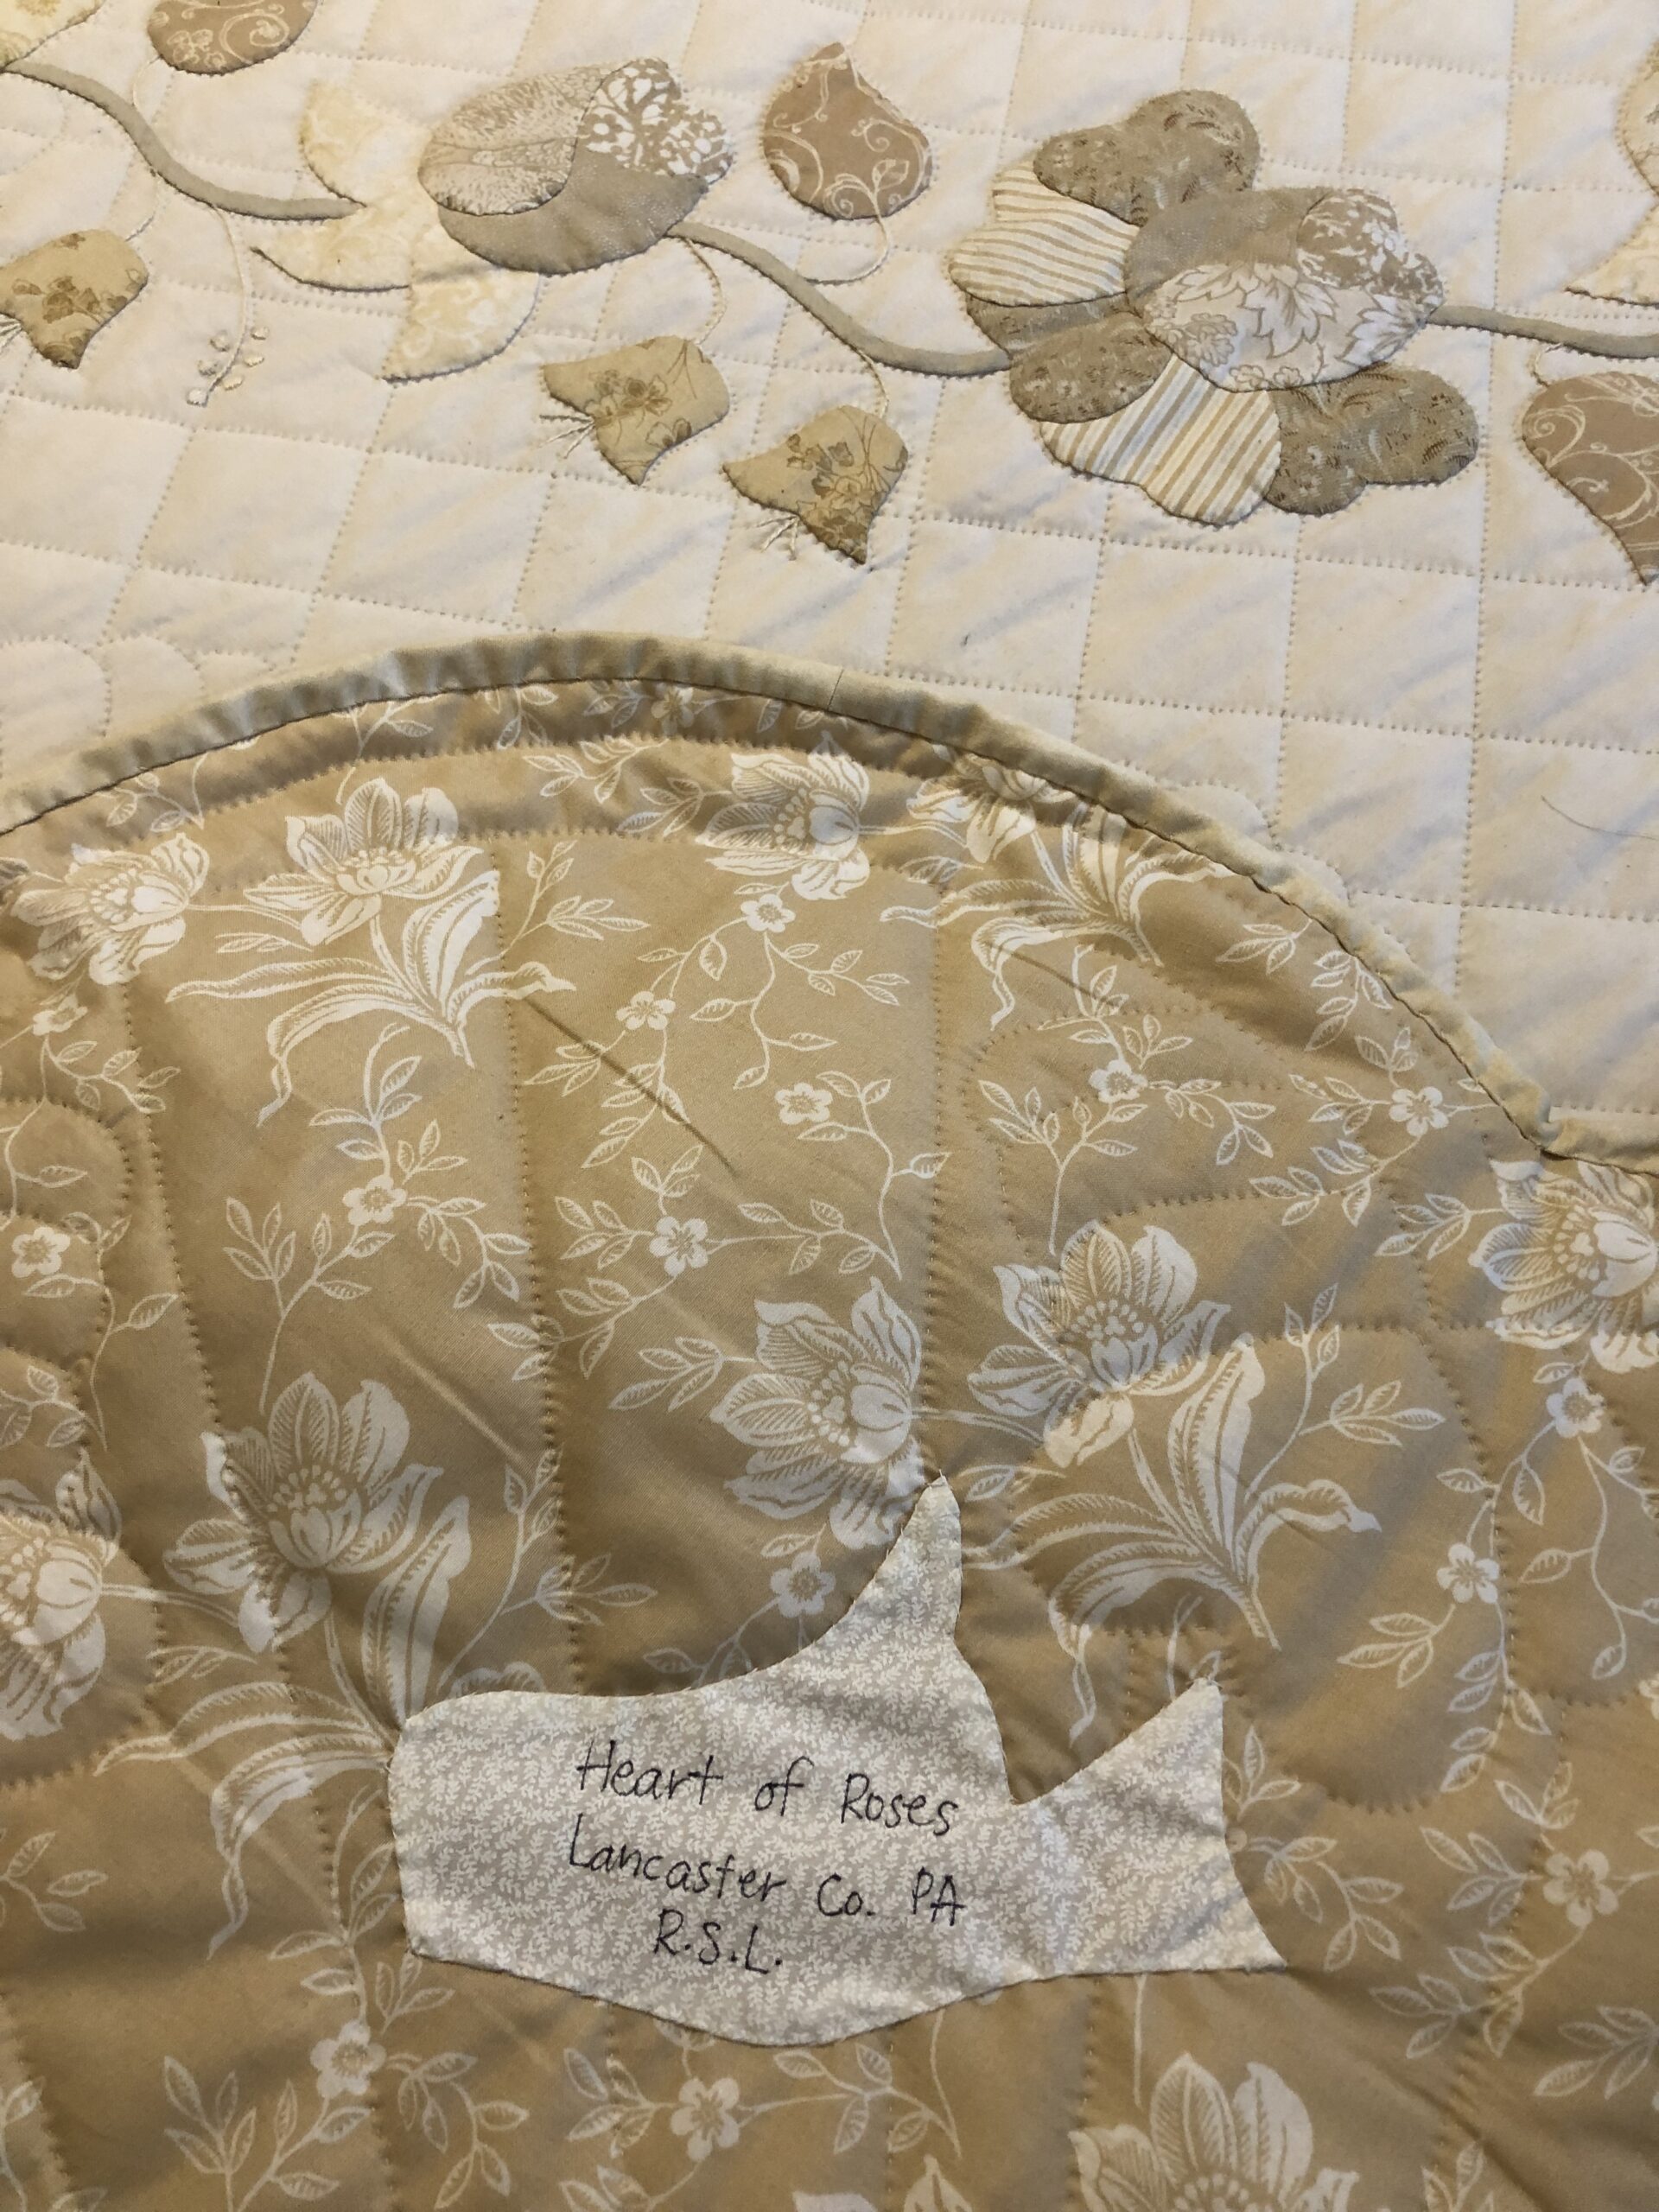 Heart of Roses
Lancaster Co. PA
R.S.L.